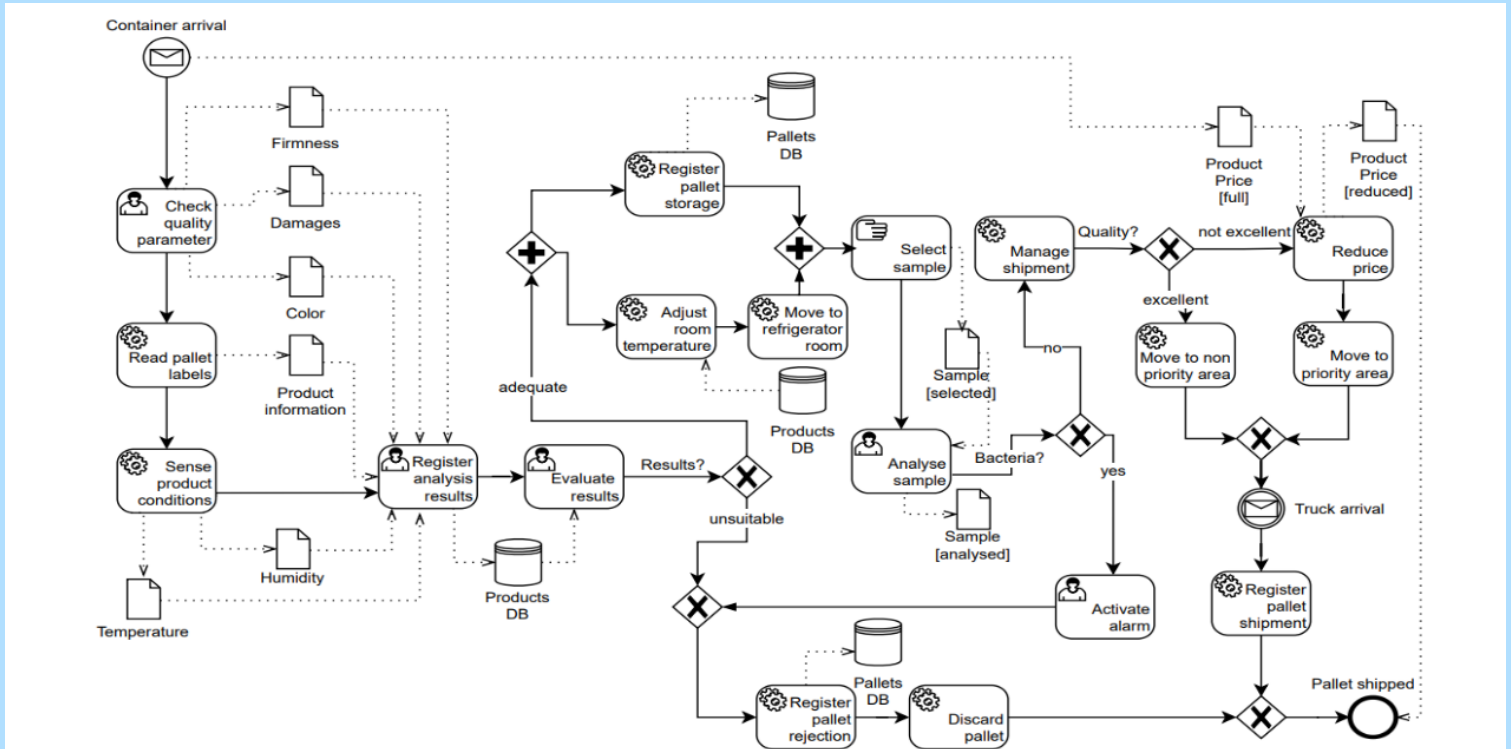 Container arrival
Firmness
Damages
Color
Product
information
Check
quality
parameter
Read pallet
labels
Sense
product
conditions
Temperature
Humidity
Register
analysis
results
Products
DB
Evaluate
results
Results?
adequate
unsuitable
Register
pallet
storage
Pallets
DB
Adjust
room
temperature
Move to
refrigerator
room
Products
DB
Select
sample
Sample
[selected]
Analyse
sample
Sample
[analysed]
Bacteria?
no
yes
Manage
shipment
Quality?
not excellent
excellent
Product
Price
[full]
Product
Price
[reduced]
Reduce
price
Move to non
priority area
Move to
priority area
Truck arrival
Register
pallet
shipment
Activate
alarm
Register
pallet
rejection
Pallets
DB
Discard
pallet
Pallet shipped